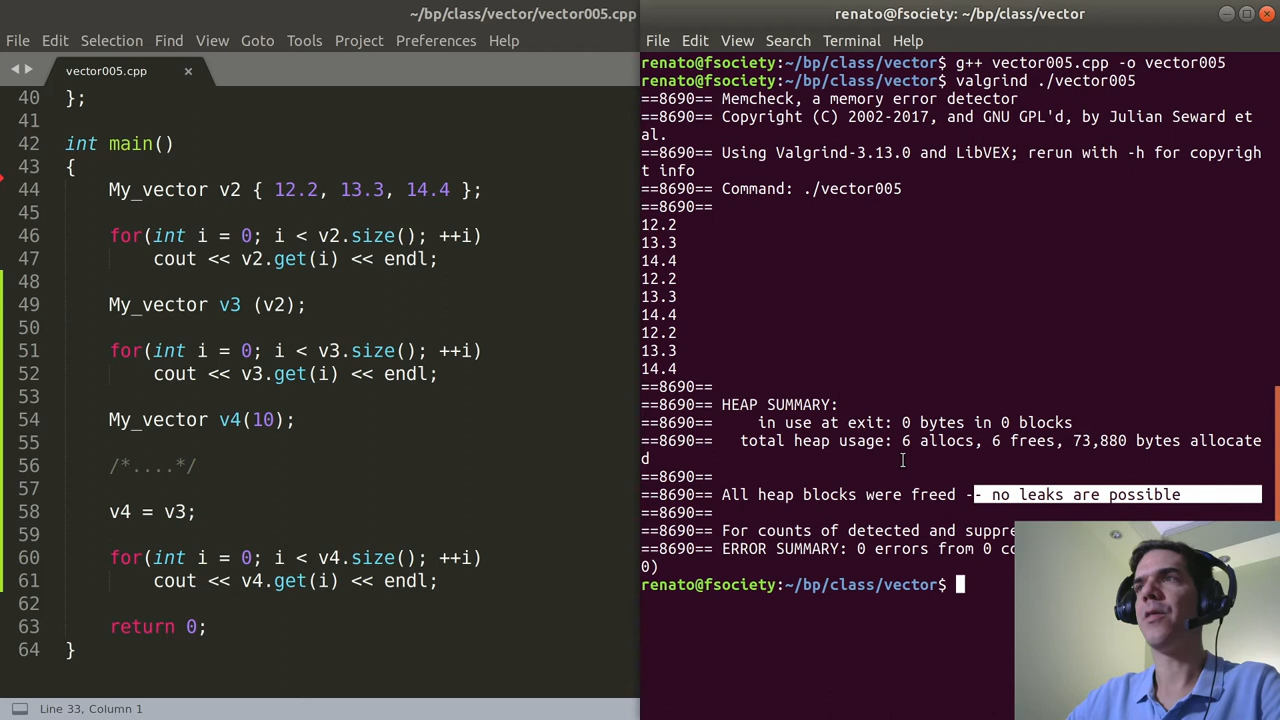 ~/bp/class/vector/vector005.cpp
File Edit Selection Find View Goto Tools Project Preferences Help
vector005.cpp ×
40 };
41
42 int main()
43 {
44 My_vector v2 { 12.2, 13.3, 14.4 };
45
46 for(int i = 0; i < v2.size(); ++i)
47 cout << v2.get(i) << endl;
48
49 My_vector v3 (v2);
50
51 for(int i = 0; i < v3.size(); ++i)
52 cout << v3.get(i) << endl;
53
54 My_vector v4(10);
55
56 /*....*/
57
58 v4 = v3;
59
60 for(int i = 0; i < v4.size(); ++i)
61 cout << v4.get(i) << endl;
62
63 return 0;
64 }
Line 33, Column 1
renato@fsociety: ~/bp/class/vector
File Edit View Search Terminal Help
renato@fsociety:~/bp/class/vector$ g++ vector005.cpp -o vector005
renato@fsociety:~/bp/class/vector$ valgrind ./vector005
==8690== Memcheck, a memory error detector
==8690== Copyright (C) 2002-2017, and GNU GPL'd, by Julian Seward et
al.
==8690== Using Valgrind-3.13.0 and LibVEX; rerun with -h for copyrigh
t info
==8690== Command: ./vector005
==8690==
12.2
13.3
14.4
12.2
13.3
14.4
12.2
13.3
14.4
==8690==
==8690== HEAP SUMMARY:
==8690== in use at exit: 0 bytes in 0 blocks
==8690== total heap usage: 6 allocs, 6 frees, 73,880 bytes allocate
d
==8690==
==8690== All heap blocks were freed -- no leaks are possible
==8690==
==8690== For counts of detected and suppre
==8690== ERROR SUMMARY: 0 errors from 0 co
0)
renato@fsociety:~/bp/class/vector$